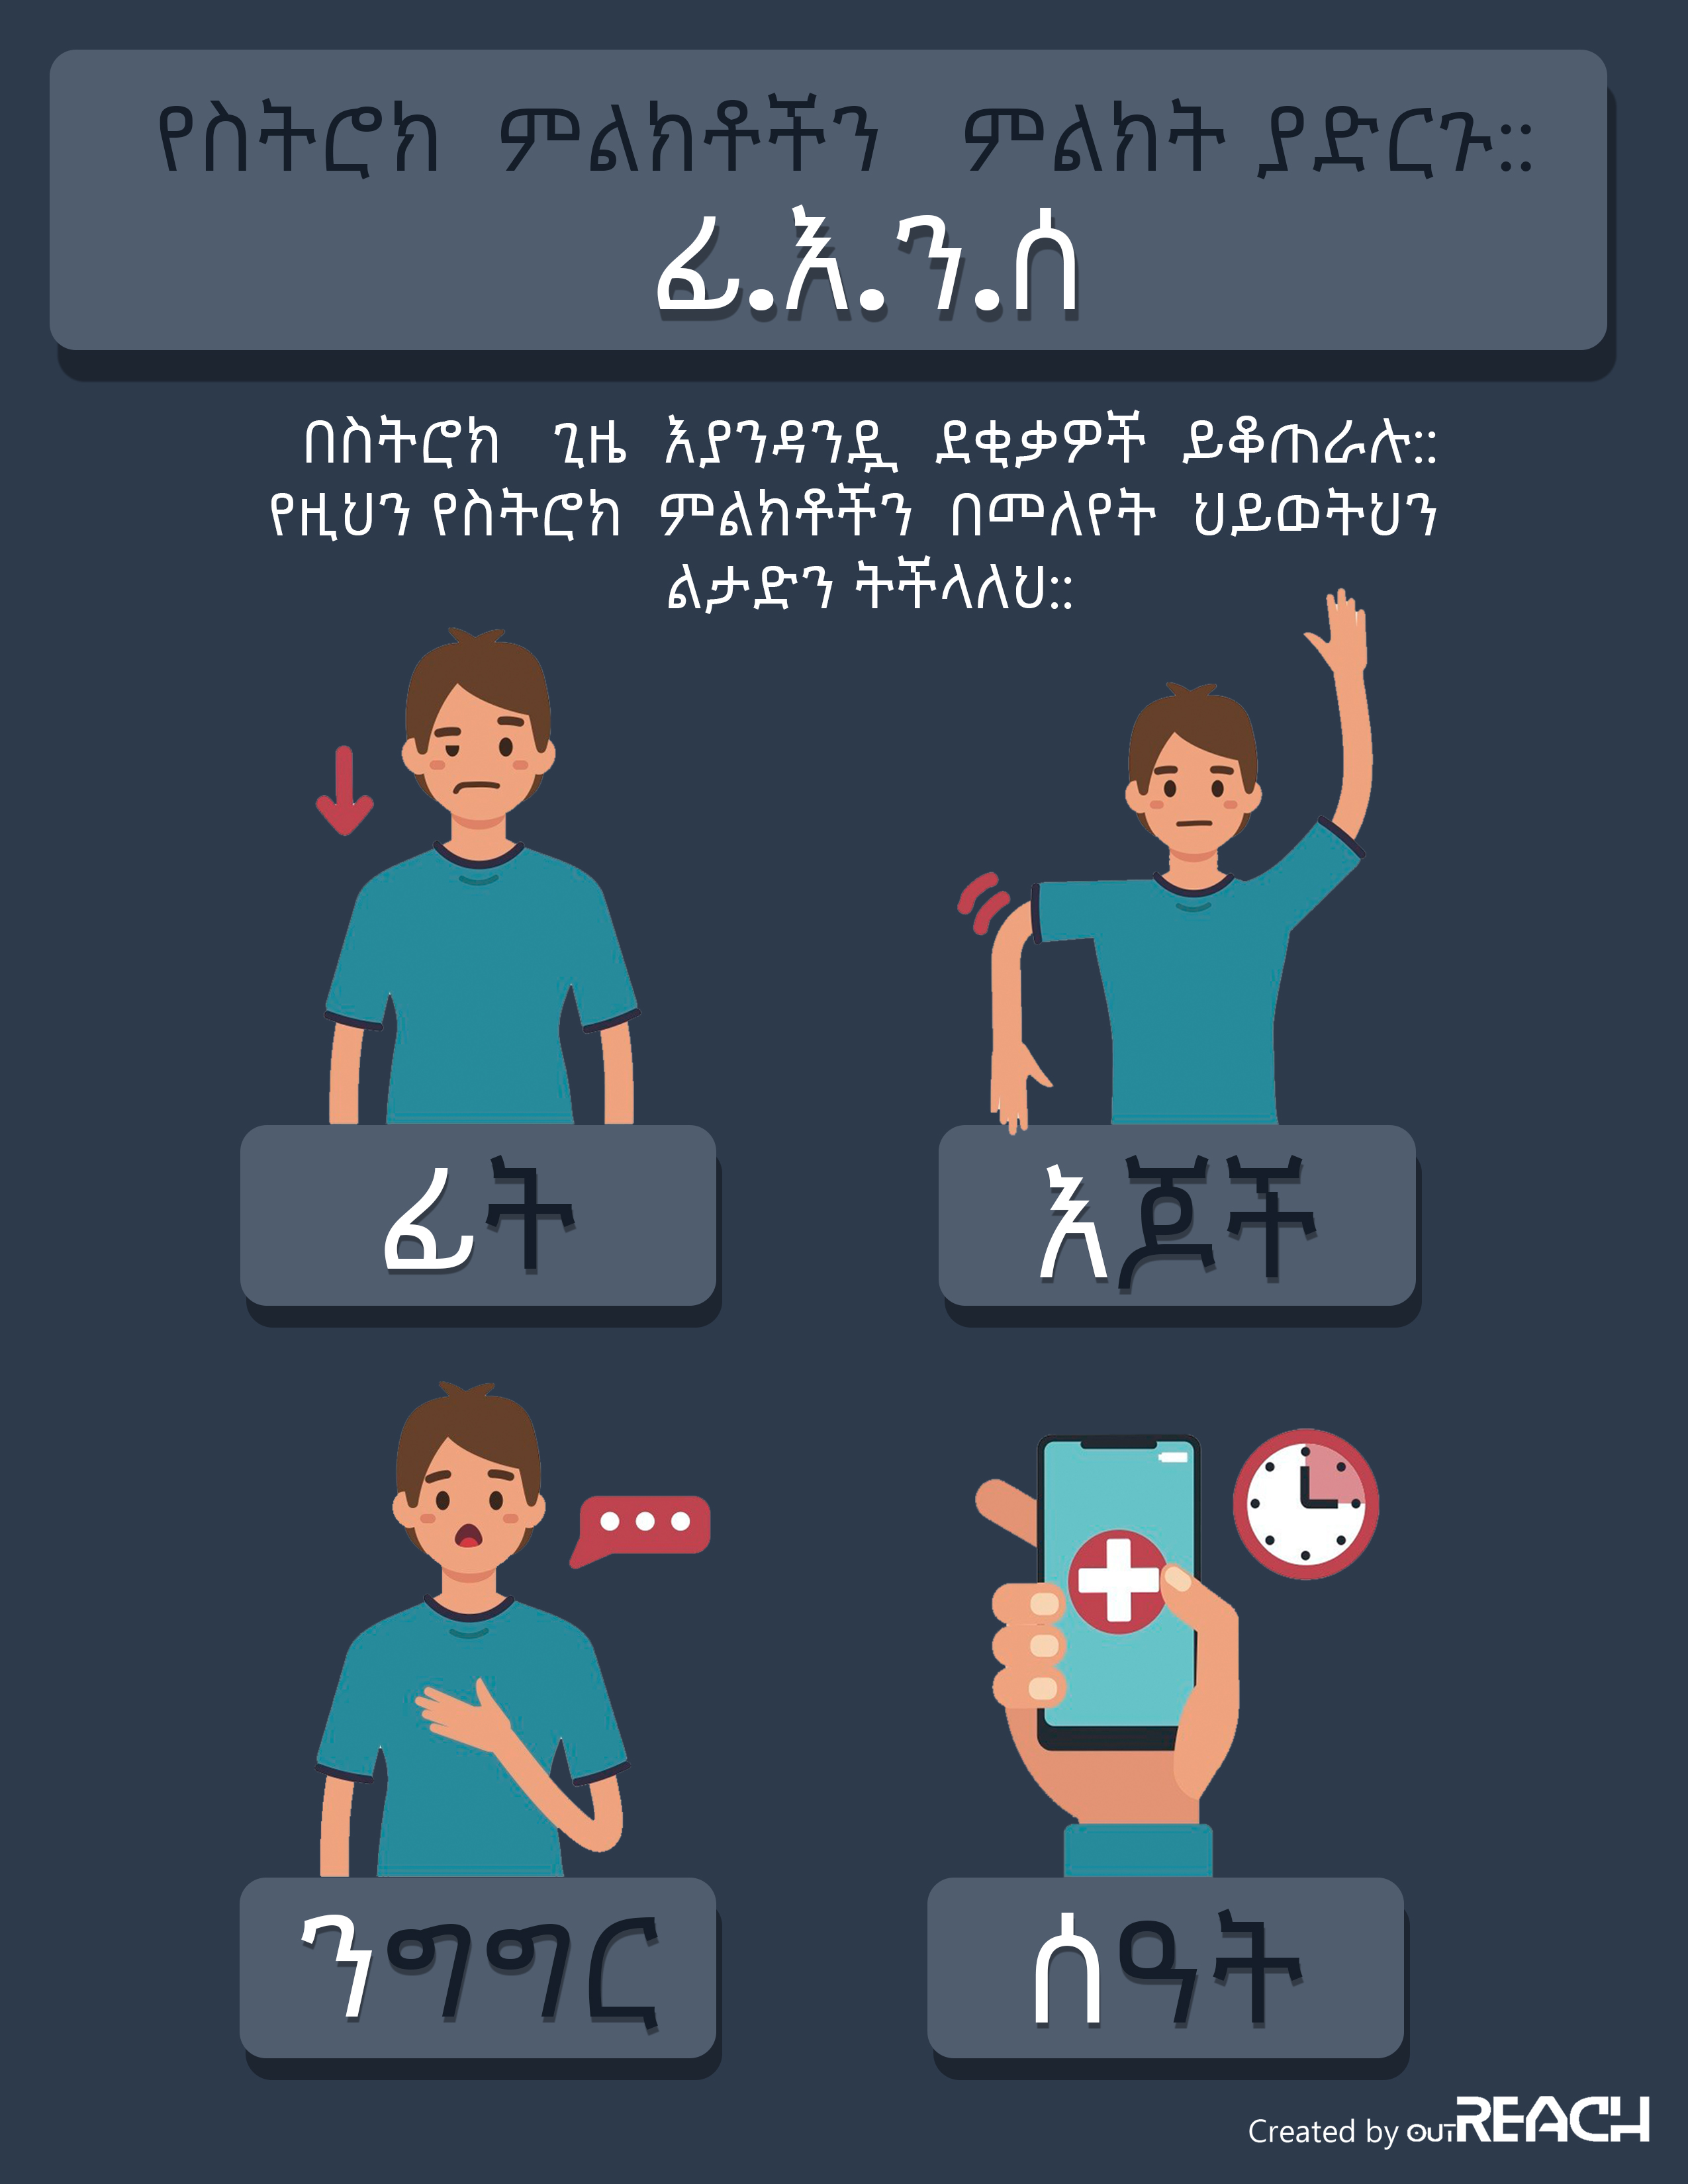 የስትሮክ ምልክቶችን ምልክት ያድርጉ::
ፊ.እ.ን.ሰ
በስትሮክ ጊዜ እያንዳንዷ ደቂቃዎች ይቆጠራሉ::
የዚህን የስትሮክ ምልክቶችን በመለየት ህይወትህን
ልታድን ትችላለህ::
ፊት
እጆች
ንግግር
ሰዓት
Created by OUTREACH